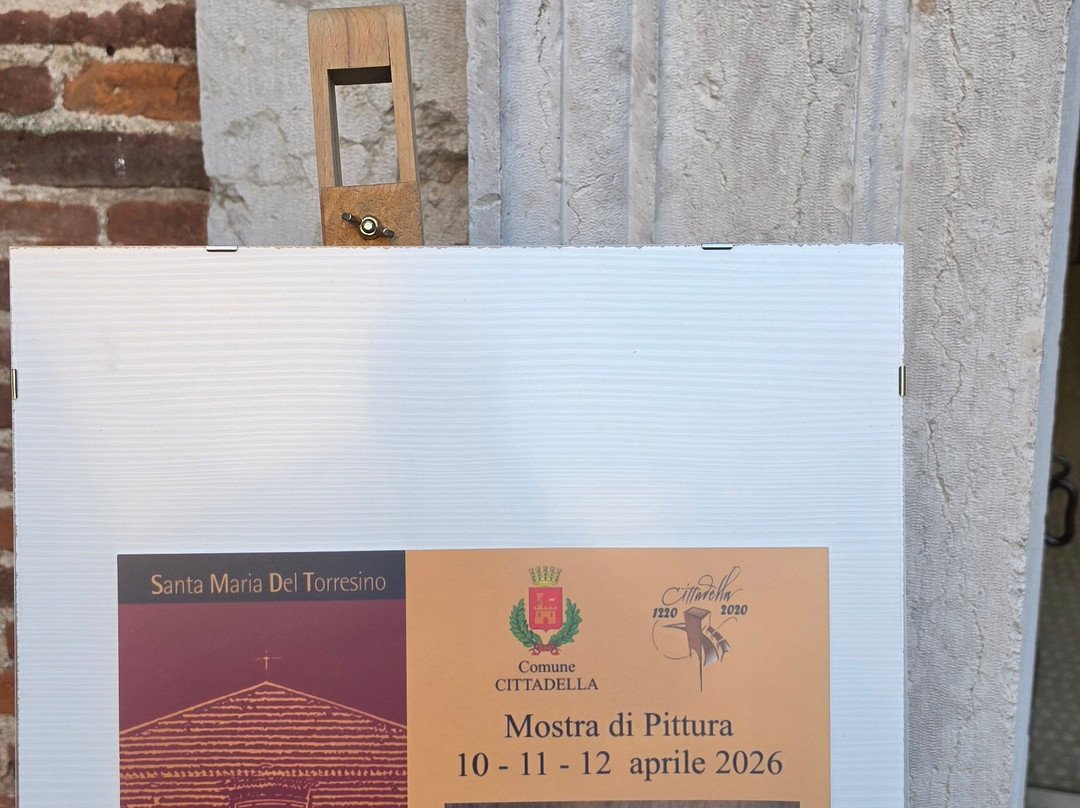 Santa Maria Del Torresino
Cittadella
1220 2020
Comune
CITTADELLA
Mostra di Pittura
10 - 11 - 12 aprile 2026